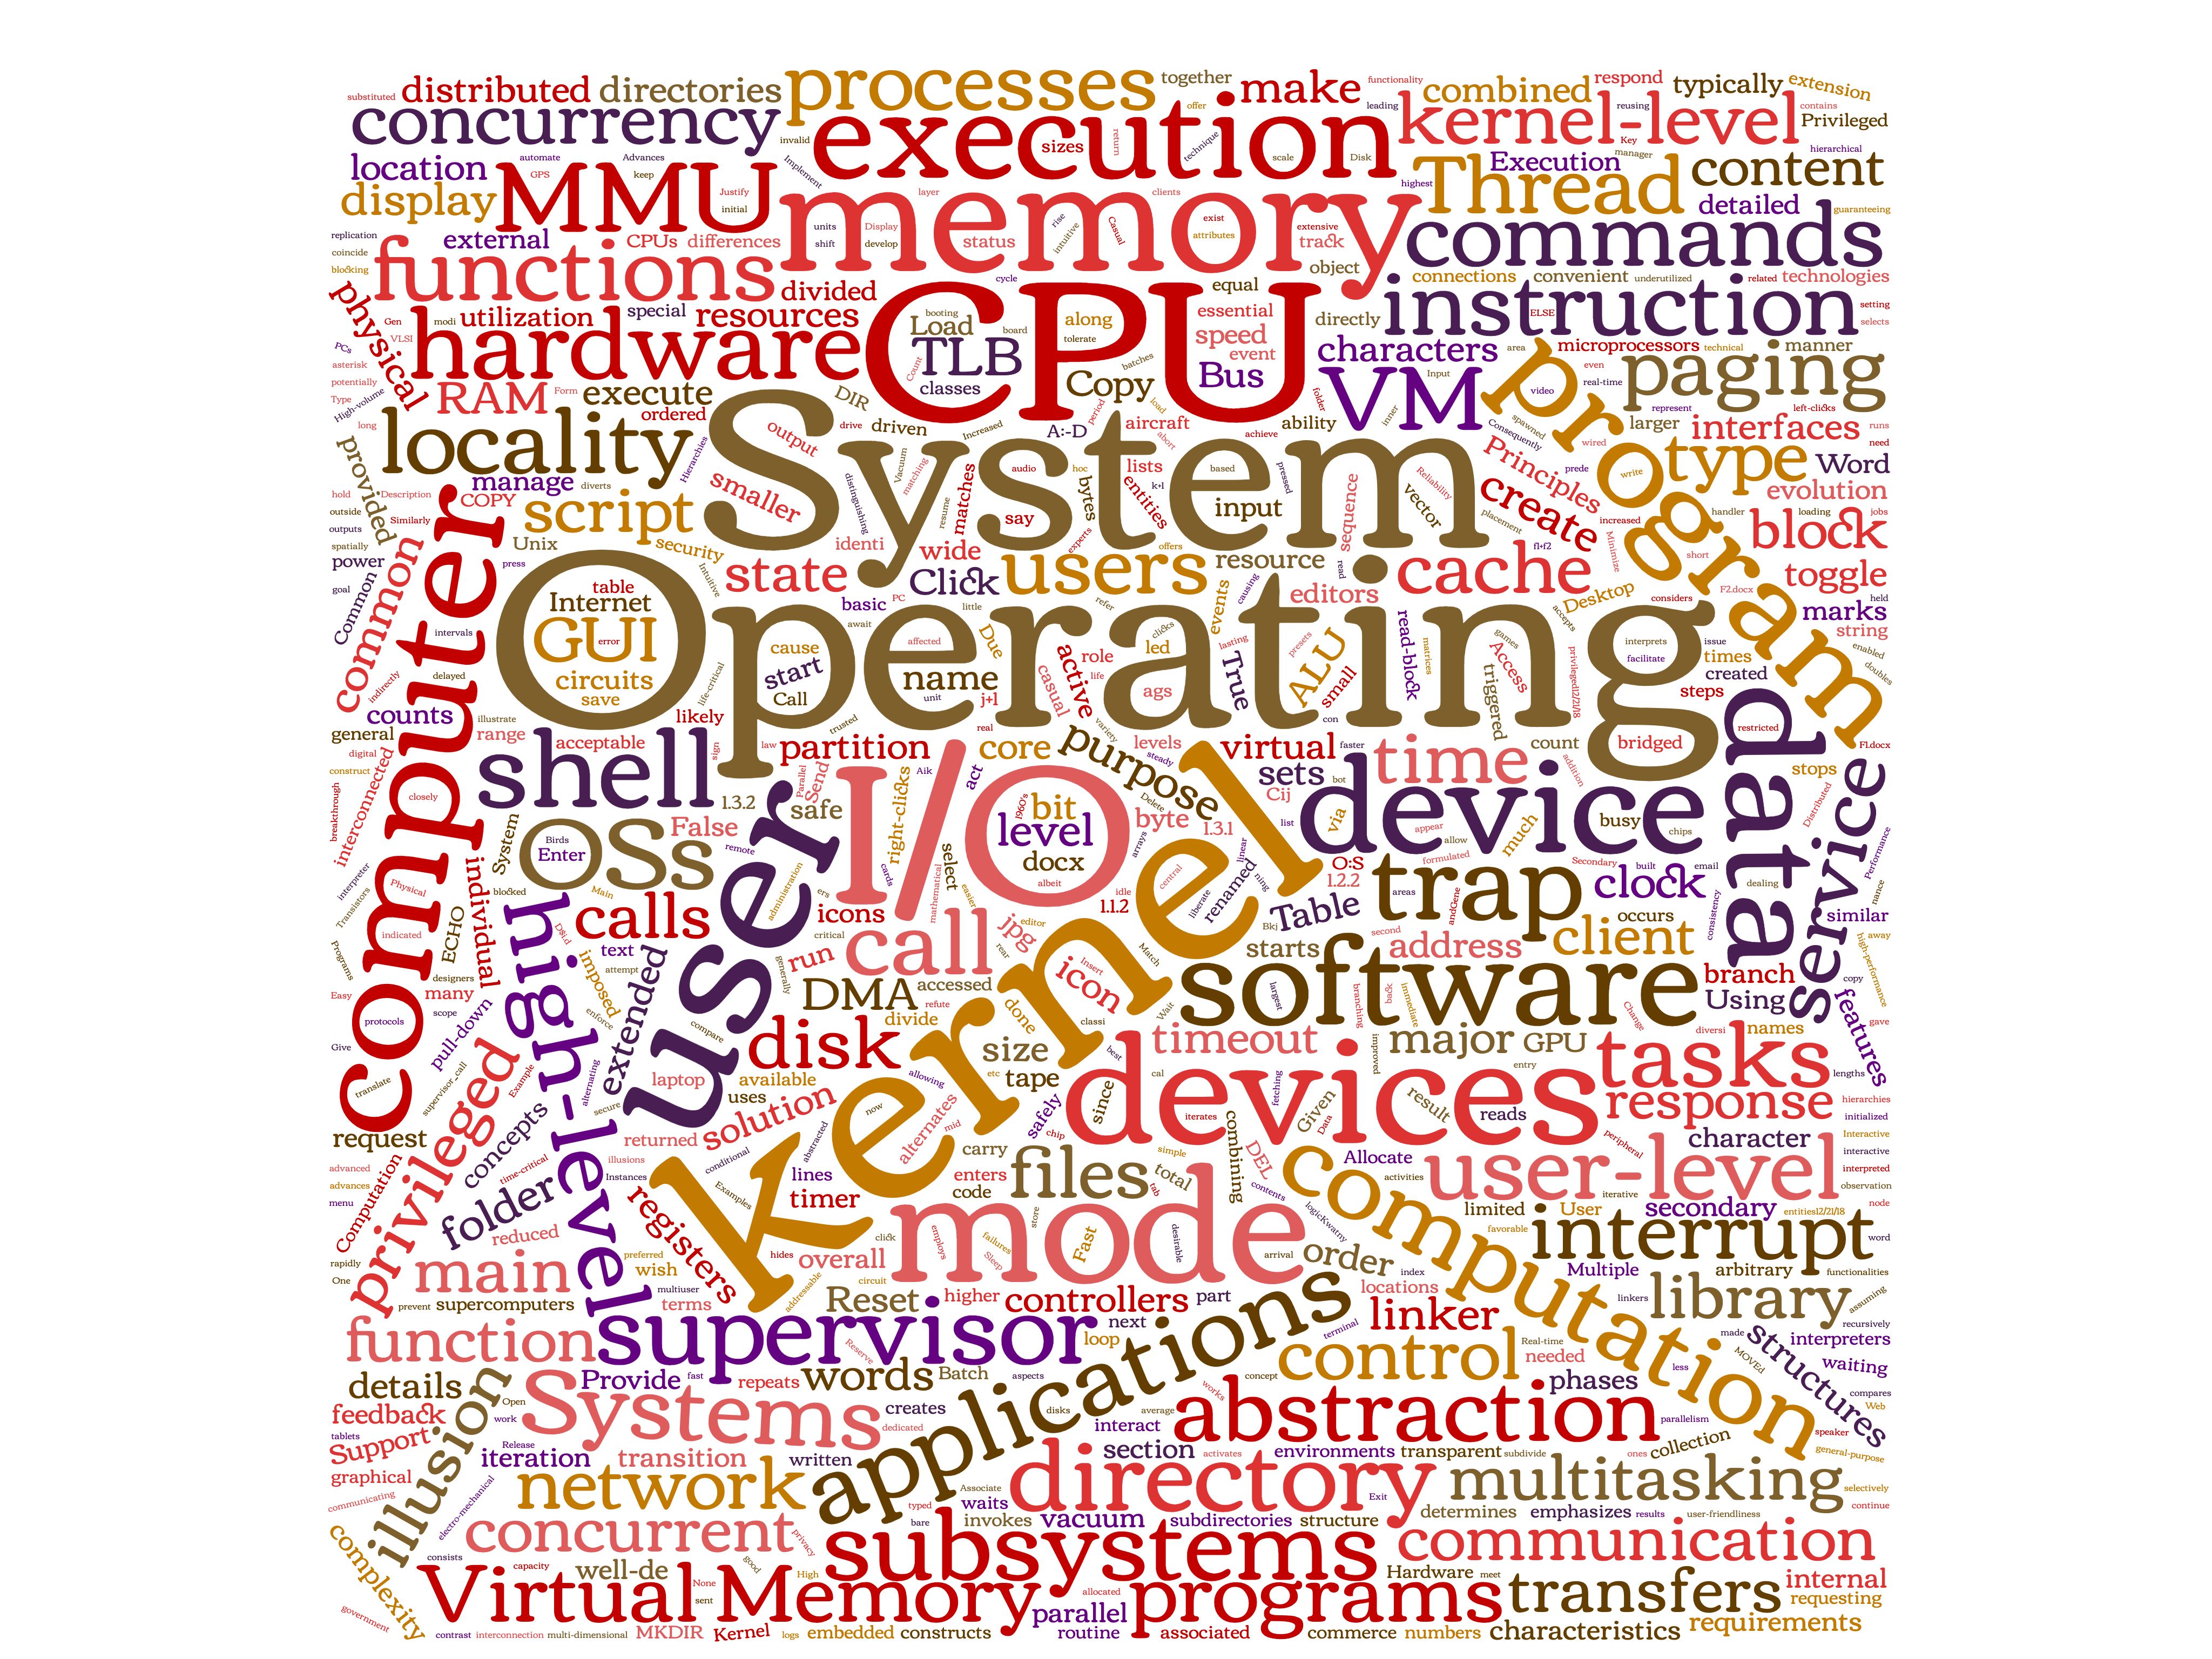 substituted distributed directories processes together offer make functionality leading combined respond typically extension
concurrency invalid execution sizes return technique scale Disk kernel-level reusing Key contains Privileged
location automate Advances GPS keep MMU Justify initial Implement memory layer clients highest Thread Execution manager hierarchical content
display units shift Display develop status rise intuitive Casual exist attributes extensive track detailed guaranteeing
replication coincide blocking external CPUs differences functions object commands
physical divided cycle CPU equal connections convenient underutilized related technologies
Gen modi utilization special resources booting Load board along tolerate essential speed event directly instruction ELSE setting selects
PCs VLSI hardware Count TLB classes batches Copy Bus characters area microprocessors technical manner
asterisk potentially Type High-volume RAM Form execute DIR period load folder VM Input inner video even real-time paging
long locality ordered System output drive driven Increased A:-D aircraft abort achieve ability Consequently spawned wired program represent left-clicks larger interfaces runs need
provided manage diverts Hierarchies smaller distinguishing Vacuum matching resume matches audio hoc bytes lists entities k+l based pressed Reliability vector Principles prede write type Word evolution
hold Description outside outputs Similarly spatially COPY script Unix security identi say experts offers input sequence create placement increased handler loading jobs block
computer common power goal Common press Intuitive state wide Click users resource read cache fl+f2 Minimize short toggle
table Internet GUI error circuits save Operating basic PC little refer events causing editors accepts Desktop considers F2.docx held marks string
intervals indirectly delayed life-critical cause start Call await affected name unit Due casual active role life led clicks ags lasting True presets ALU small read-block matrices games Access triggered privileged12/21/18 interprets facilitate issue times created steps enabled doubles
counts general illustrate range digital construct acceptable likely trusted law sign j+l real variety con restricted F1.docx data
breakthrough interconnected closely shell partition I/O core purpose levels steady virtual faster time count addition bridged stops
1.3.2 Parallel Send safe right-clicks Aik act 1960's bit level docx albeit Delete byte 1.3.1 arrays sets bot Cij list via device appear allow much busy chips Distributed service
OSs Birds Enter System False remote user cards mathematical select easier idle 1.1.2 central linear renamed ning liberate O:S 1.2.2 formulated Secondary built email clock dealing Performance
interpreter Transistors Physical individual blocked Main calls administration ers icons call jpg editor kernel Table trap areas andGene occurs consistency similar nance
Programs indicated ECHO high-level DSi,d text critical run rear Match Bkj starts second address client away
Easy designers many imposed attempt generally DMA accessed refute Insert icon Wait software largest branching back immediate branch Using copy high-performance
protocols scope pull-down enforce extended compare disk divide done classi Change features gave
Give translate supervisor_call privileged Example alternating secure laptop available uses size etc tape best timeout improved major GPU diversi names tasks lengths
request concepts solution now allowing alternates mid safely chip since cal devices iterates fetching combining Given Data result entry reads response hierarchies initialized
advanced advances menu Computation time-critical returned illusions Instances conditional abstracted carry enters code files simple total tab DEL contents Allocate activities peripheral character Interactive interactive interpreted observation
folder reduced registers Examples lines timer store mode employs failures Sleep Fast desirable logicKwatny computation user-level iterative limited User secondary entities12/21/18 node
rapidly One main preferred wish hides overall click circuit addressable arrival order index favorable interrupt word Multiple arbitrary functionalities
prevent supercomputers multiuser terms Reset higher controllers part locations linkers library assuming
function supervisor Reserve next loop terminal linker control Real-time needed made recursively interpreters structures
details illusion Provide fast repeats words Batch aspects applications works concept phases less MOVEd waiting compares Web
feedback tablets Support Open work Systems creates dedicated disks average interact abstraction parallelism speaker
graphical Release iteration transition written section activates environments transparent subdivide ones collection general-purpose
communicating electro-mechanical network Associate waits directory Exit multitasking selectively continue
complexity concurrent privacy typed bare invokes vacuum subdirectories structure determines emphasizes results user-friendliness
consists capacity well-de good High subsystems Hardware meet communication
government Virtual None sent Memory allocated parallel programs transfers internal requesting
contrast interconnection multi-dimensional MKDIR Kernel logs embedded constructs routine associated commerce numbers characteristics requirements